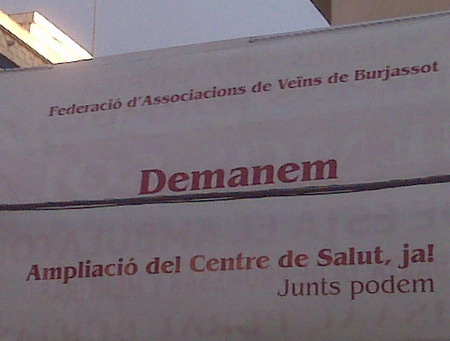 Federació d'Associacions de Veïns de Burjassot
Demanem
Ampliació del Centre de Salut, ja!
Junts podem